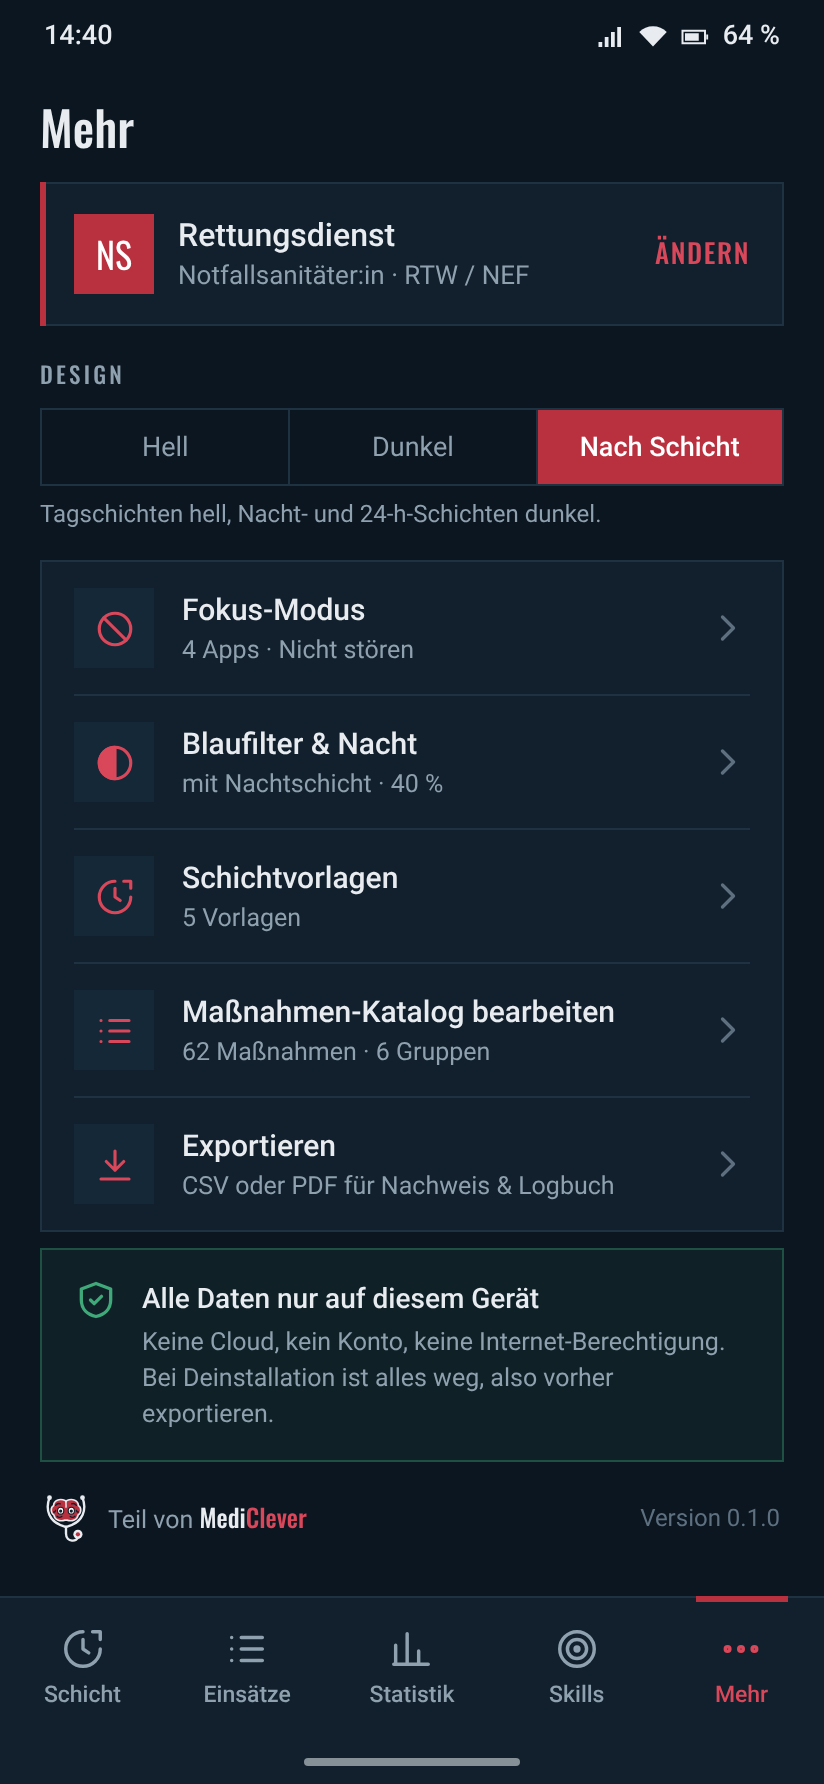 14:40
64 %
Mehr
NS
Rettungsdienst
Notfallsanitäter:in · RTW / NEF
ÄNDERN
DESIGN
Hell
Dunkel
Nach Schicht
Tagschichten hell, Nacht- und 24-h-Schichten dunkel.
Fokus-Modus
4 Apps · Nicht stören
Blaufilter & Nacht
mit Nachtschicht · 40 %
Schichtvorlagen
5 Vorlagen
Maßnahmen-Katalog bearbeiten
62 Maßnahmen · 6 Gruppen
Exportieren
CSV oder PDF für Nachweis & Logbuch
Alle Daten nur auf diesem Gerät
Keine Cloud, kein Konto, keine Internet-Berechtigung.
Bei Deinstallation ist alles weg, also vorher
exportieren.
Teil von MediClever
Version 0.1.0
Schicht
Einsätze
Statistik
Skills
Mehr